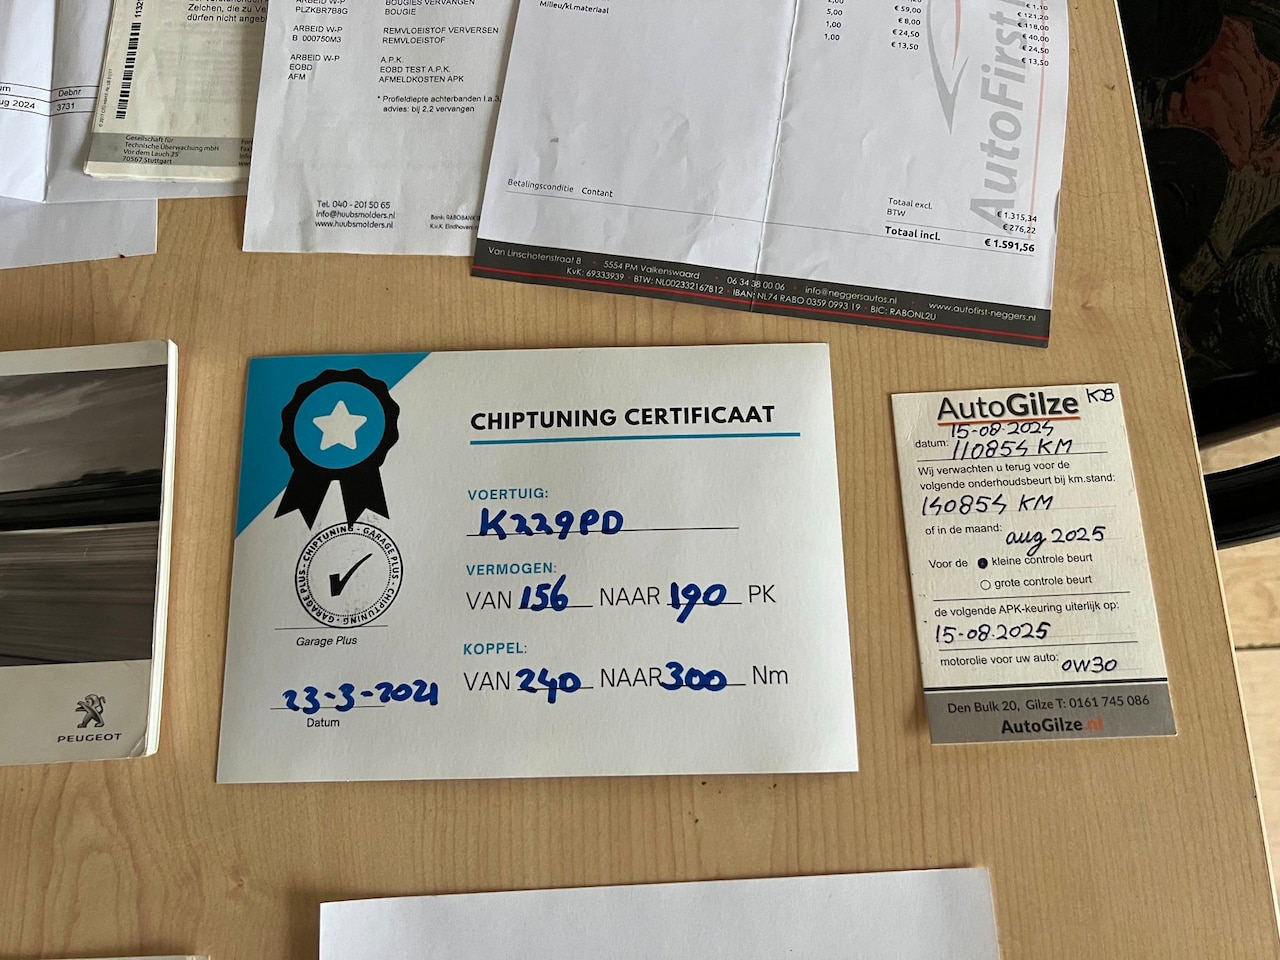 Zeichen, die zu Ve
dürfen nicht angeb
Debnr
ug 2024 3731
Gesellschaft für
Technische Überwachung mbH
Vor dem Lauch 25
70567 Stuttgart
ARBEID W-P BOUGIES VERVANGEN
PLZKBR7B8G BOUGIE
ARBEID W-P REMVLOEISTOF VERVERSEN
B 000750M3 REMVLOEISTOF
ARBEID W-P A.P.K.
EOBD EOBD TEST A.P.K.
AFM AFMELDKOSTEN APK
* Profieldiepte achterbanden l.a.3,
advies: bij 2,2 vervangen
Tel. 040 - 201 50 65
info@huubsmolders.nl
www.huubsmolders.nl
Bank: RABOBANK
K.v.K. Eindhoven:
Milieu/kl.materiaal
€ 59,00 € 121,20
5,00 € 8,00 € 118,00
1,00 € 24,50 € 40,00
1,00 € 13,50 € 24,50
€ 13,50
AutoFirst
Betalingsconditie Contant
Totaal excl. € 1.315,34
BTW € 276,22
Totaal incl. € 1.591,56
Van Linschotenstraat 8 • 5554 PM Valkenswaard • 06 34 38 00 06 • info@neggersautos.nl • www.autofirst-neggers.nl
KvK: 69333939 • BTW: NL002332167B12 • IBAN: NL74 RABO 0359 0993 19 • BIC: RABONL2U
PEUGEOT
CHIPTUNING CERTIFICAAT
VOERTUIG:
K229PD
VERMOGEN:
VAN 156 NAAR 190 PK
KOPPEL:
VAN 240 NAAR 300 Nm
GARAGE PLUS - CHIPTUNING - GARAGE PLUS - CHIPTUNING -
Garage Plus
23-3-2021
Datum
AutoGilze KJB
datum: 15-08-2024
110854 KM
Wij verwachten u terug voor de
volgende onderhoudsbeurt bij km.stand:
140854 KM
of in de maand: aug 2025
Voor de kleine controle beurt
grote controle beurt
de volgende APK-keuring uiterlijk op:
15-08-2025
motorolie voor uw auto: 0W30
Den Bulk 20, Gilze T: 0161 745 086
AutoGilze.nl